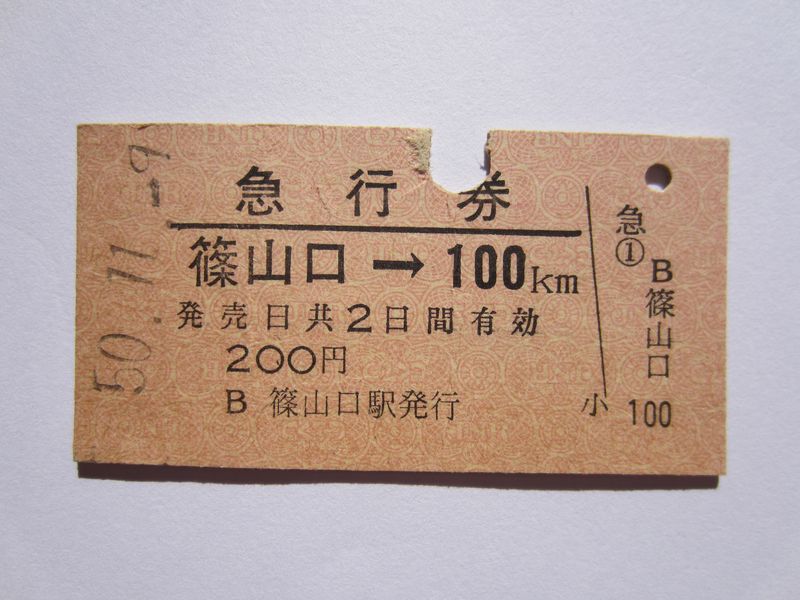 50.11.-9
急行券
篠山口→100km
発売日共2日間有効
200円
B 篠山口駅発行
急
①
B篠山口
小 100